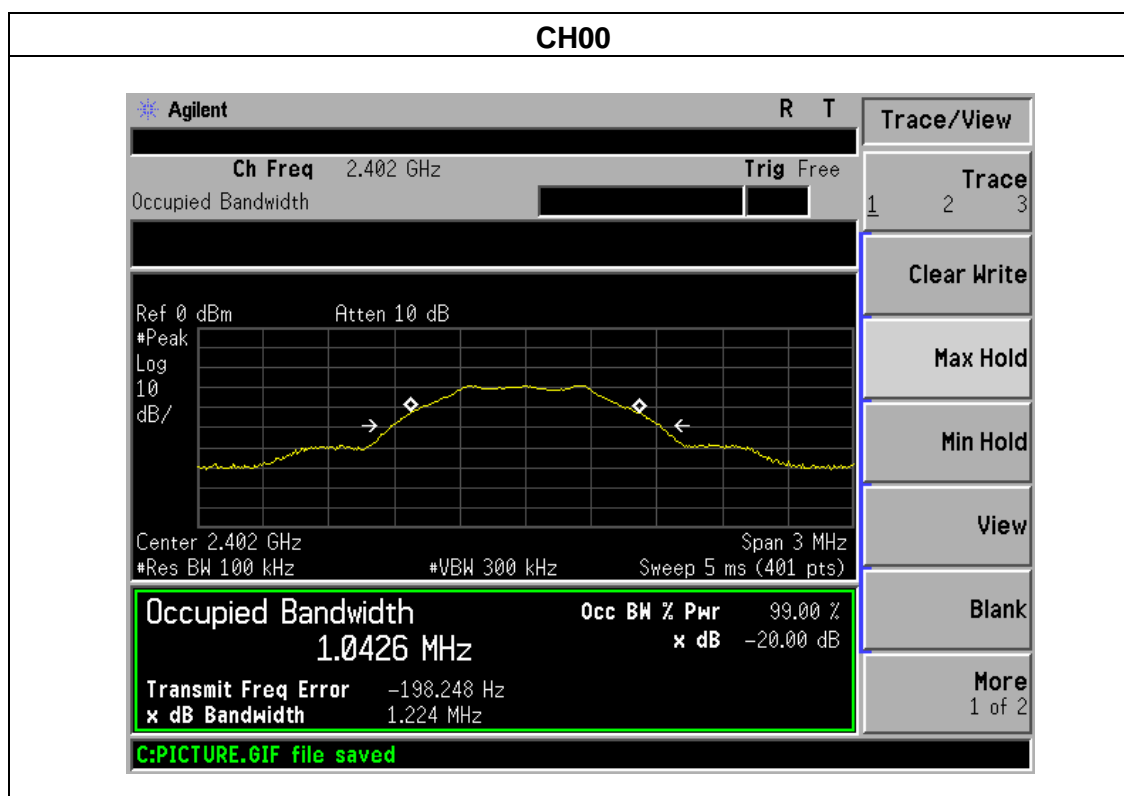 CH00
Agilent R T
Trace/View
Ch Freq 2.402 GHz Trig Free
Occupied Bandwidth
Trace
1 2 3
Clear Write
Ref 0 dBm Atten 10 dB
#Peak
Log
10
dB/
Max Hold
Min Hold
View
Center 2.402 GHz Span 3 MHz
#Res BW 100 kHz #VBW 300 kHz Sweep 5 ms (401 pts)
Occupied Bandwidth Occ BW % Pwr 99.00 %
1.0426 MHz x dB -20.00 dB
Blank
Transmit Freq Error -198.248 Hz
x dB Bandwidth 1.224 MHz
More
1 of 2
C:PICTURE.GIF file saved